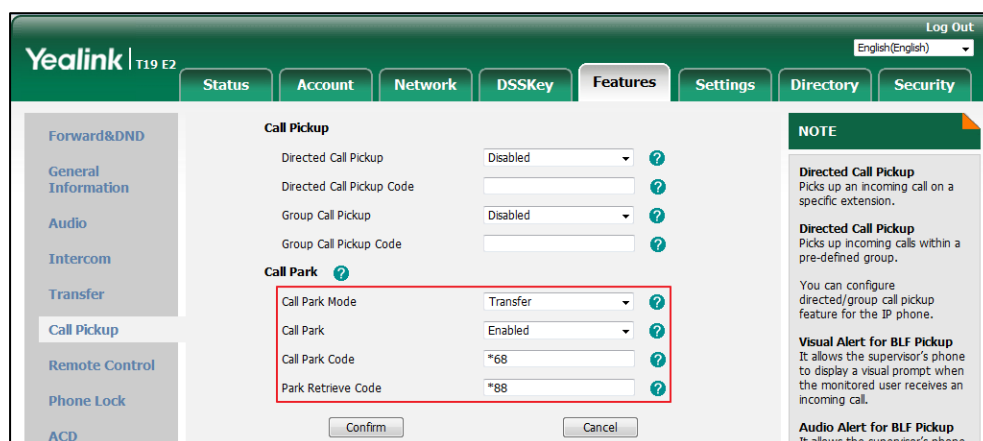 Log Out
Yealink T19 E2
English(English)
Status Account Network DSSKey Features Settings Directory Security
Forward&DND
General
Information
Audio
Intercom
Transfer
Call Pickup
Remote Control
Phone Lock
ACD
Call Pickup
Directed Call Pickup Disabled
Directed Call Pickup Code
Group Call Pickup Disabled
Group Call Pickup Code
Call Park
Call Park Mode Transfer
Call Park Enabled
Call Park Code *68
Park Retrieve Code *88
Confirm Cancel
NOTE
Directed Call Pickup
Picks up an incoming call on a
specific extension.
Directed Call Pickup
Picks up incoming calls within a
pre-defined group.
You can configure
directed/group call pickup
feature for the IP phone.
Visual Alert for BLF Pickup
It allows the supervisor's phone
to display a visual prompt when
the monitored user receives an
incoming call.
Audio Alert for BLF Pickup
It allows the supervisor's phone